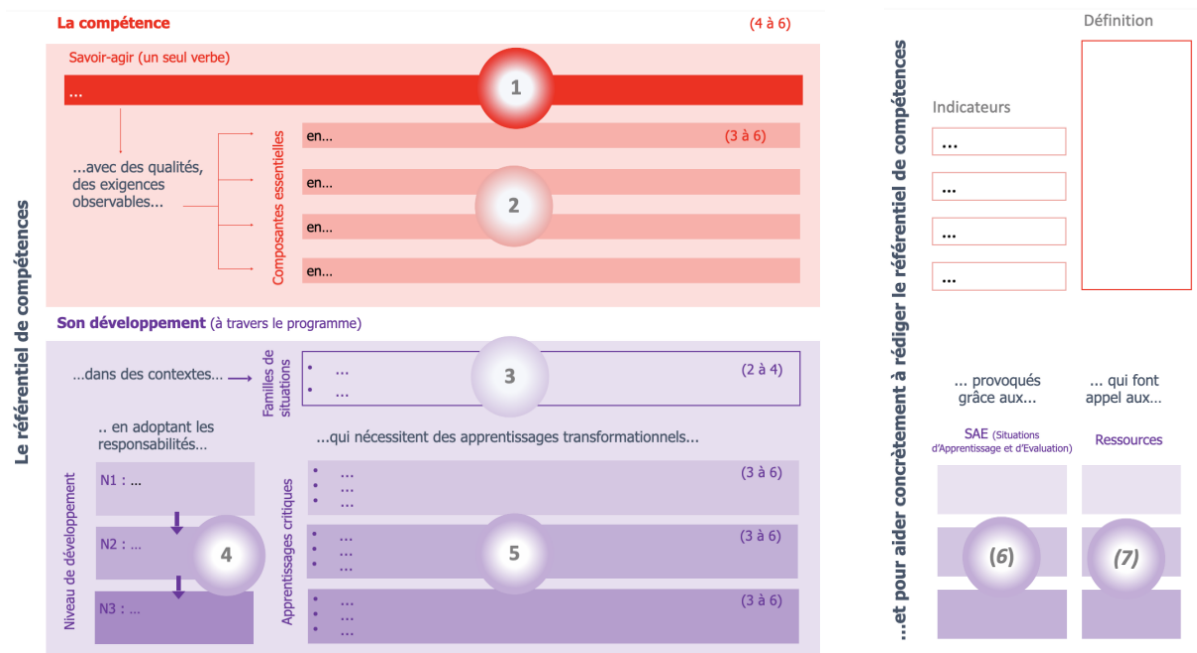 Le référentiel de compétences
La compétence
(4 à 6)
Savoir-agir (un seul verbe)
...
1
...avec des qualités,
des exigences
observables...
Composantes essentielles
en...
(3 à 6)
en...
2
en...
en...
Son développement (à travers le programme)
...dans des contextes...
Familles de
situations
• ...
• ...
3
(2 à 4)
.. en adoptant les
responsabilités...
...qui nécessitent des apprentissages transformationnels...
Niveau de développement
N1 : ...
N2 : ...
N3 : ...
4
Apprentissages critiques
• ...
• ...
• ...
(3 à 6)
• ...
• ...
• ...
5
(3 à 6)
• ...
• ...
• ...
(3 à 6)
...et pour aider concrètement à rédiger le référentiel de compétences
Définition
Indicateurs
...
...
...
...
... provoqués
grâce aux...
... qui font
appel aux...
SAE (Situations
d'Apprentissage et d'Evaluation)
Ressources
(6)
(7)